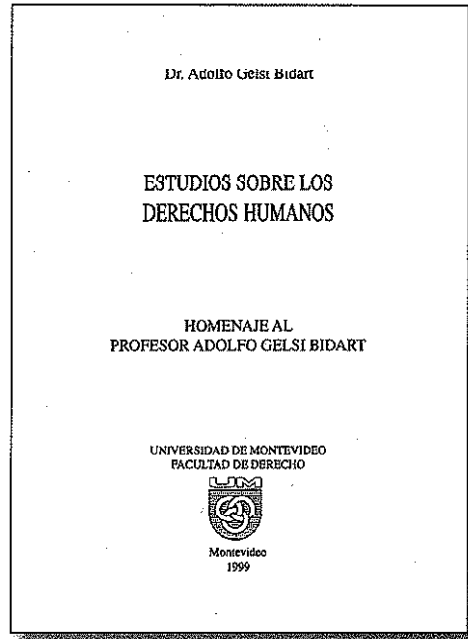 Dr. Adolfo Gelsi Bidart
ESTUDIOS SOBRE LOS
DERECHOS HUMANOS
HOMENAJE AL
PROFESOR ADOLFO GELSI BIDART
UNIVERSIDAD DE MONTEVIDEO
FACULTAD DE DERECHO
UM
Montevideo
1999